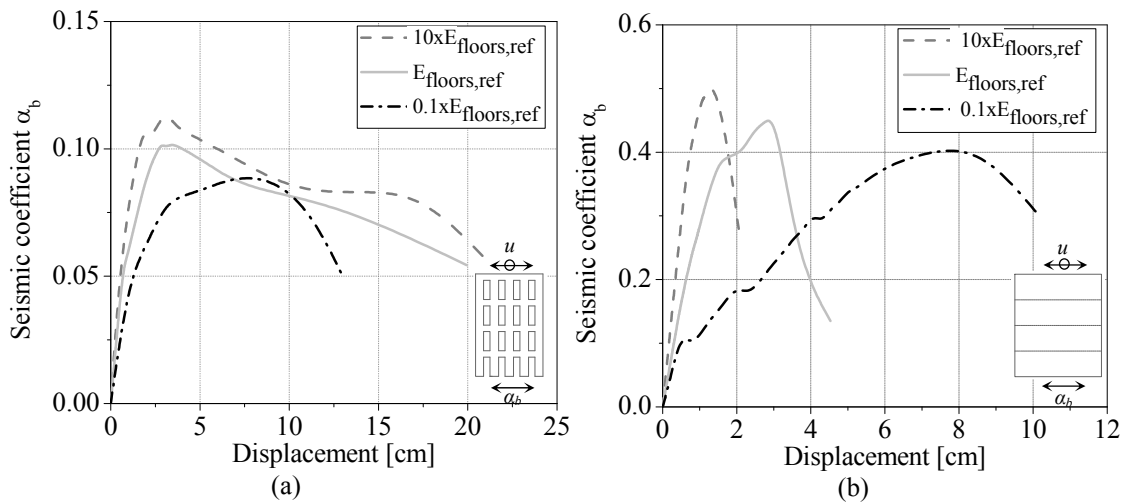 0.15
0.10
0.05
0.00
Seismic coefficient α_b
10xE_floors,ref
E_floors,ref
0.1xE_floors,ref
u
α_b
0 5 10 15 20 25
Displacement [cm]
(a)
0.6
0.4
0.2
0.0
Seismic coefficient α_b
10xE_floors,ref
E_floors,ref
0.1xE_floors,ref
u
α_b
0 2 4 6 8 10 12
Displacement [cm]
(b)